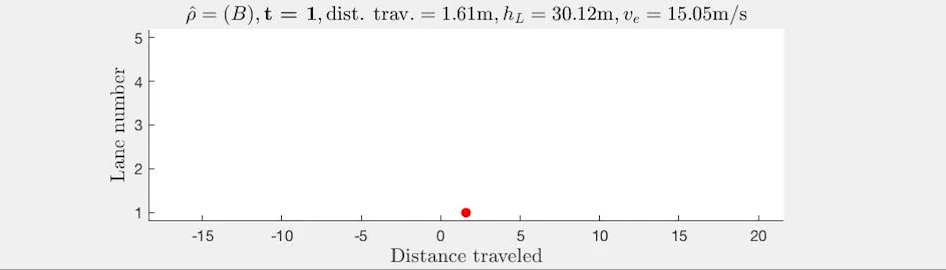 ρ̂ = (B), t = 1, dist. trav. = 1.61m, h_L = 30.12m, v_e = 15.05m/s
5
4
3
2
1
Lane number
-15 -10 -5 0 5 10 15 20
Distance traveled